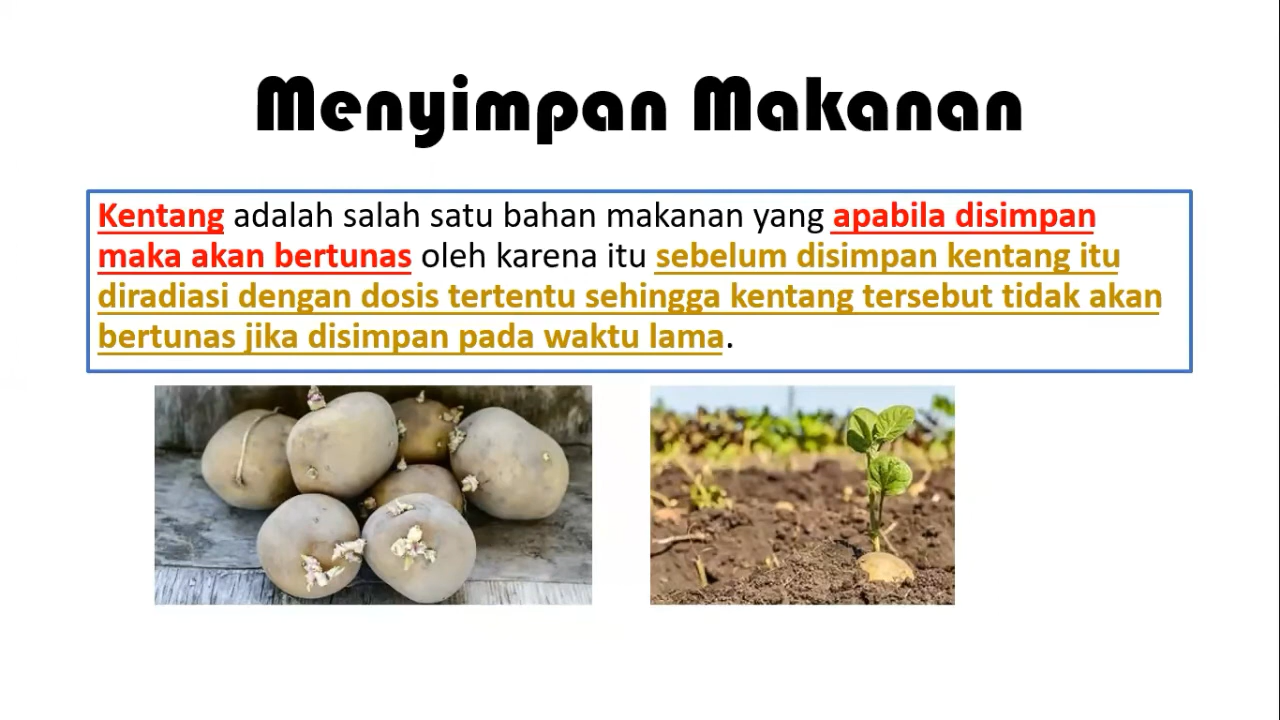 Menyimpan Makanan
Kentang adalah salah satu bahan makanan yang apabila disimpan
maka akan bertunas oleh karena itu sebelum disimpan kentang itu
diradiasi dengan dosis tertentu sehingga kentang tersebut tidak akan
bertunas jika disimpan pada waktu lama.